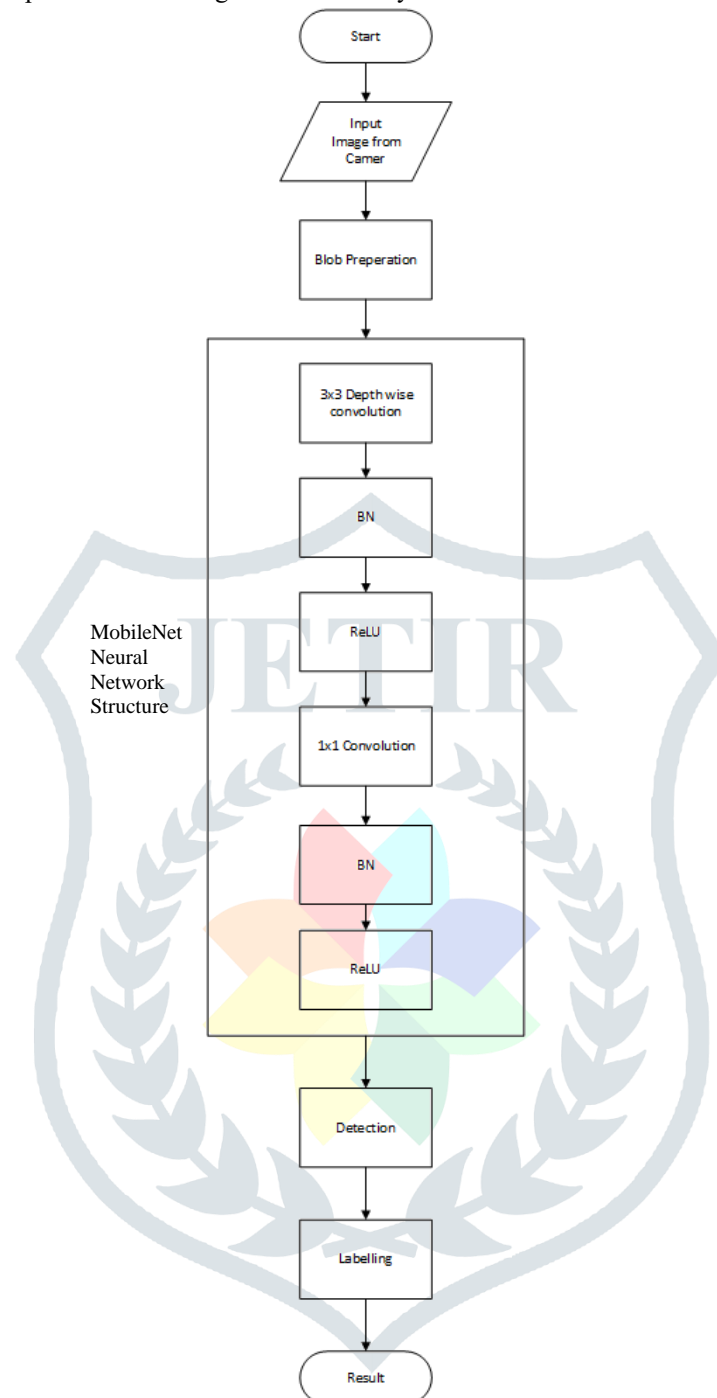 Start
Input
Image from
Camer
Blob Preperation
3x3 Depth wise
convolution
BN
ReLU
MobileNet
Neural
Network
Structure
JETIR
1x1 Convolution
BN
ReLU
Detection
Labelling
Result